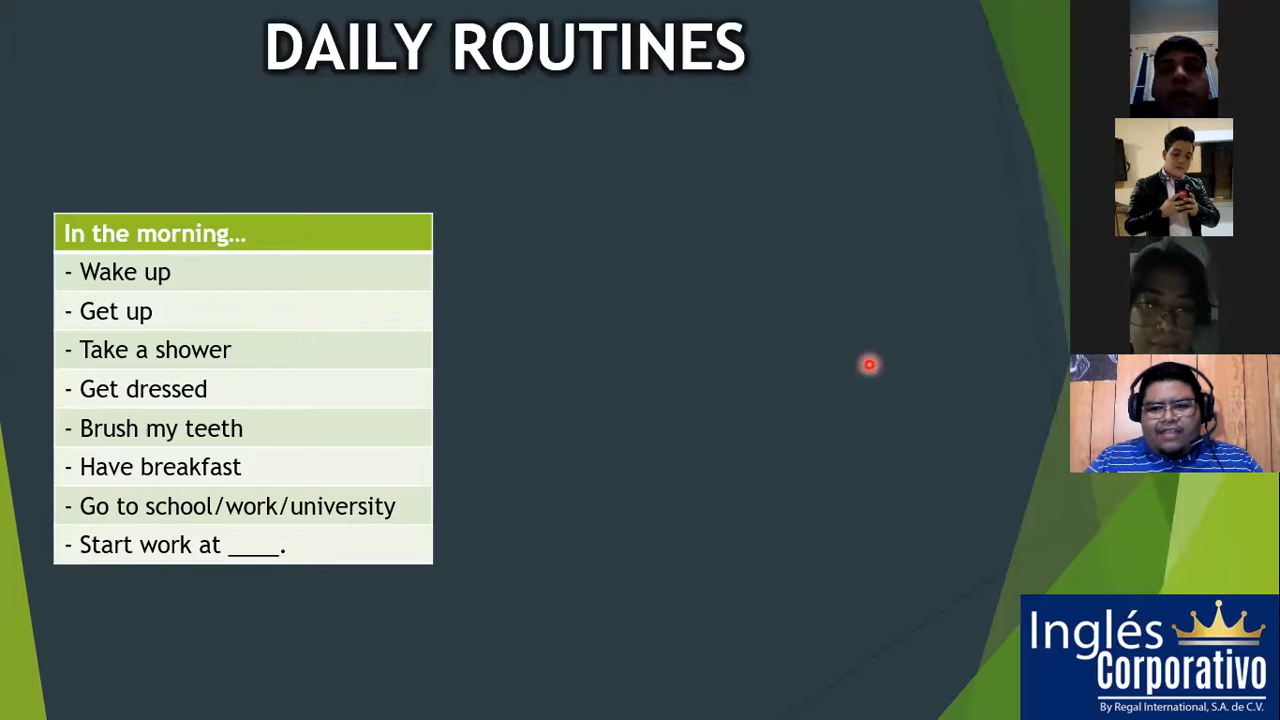 DAILY ROUTINES
In the morning…
- Wake up
- Get up
- Take a shower
- Get dressed
- Brush my teeth
- Have breakfast
- Go to school/work/university
- Start work at ____.
Inglés
Corporativo
By Regal International, S.A. de C.V.